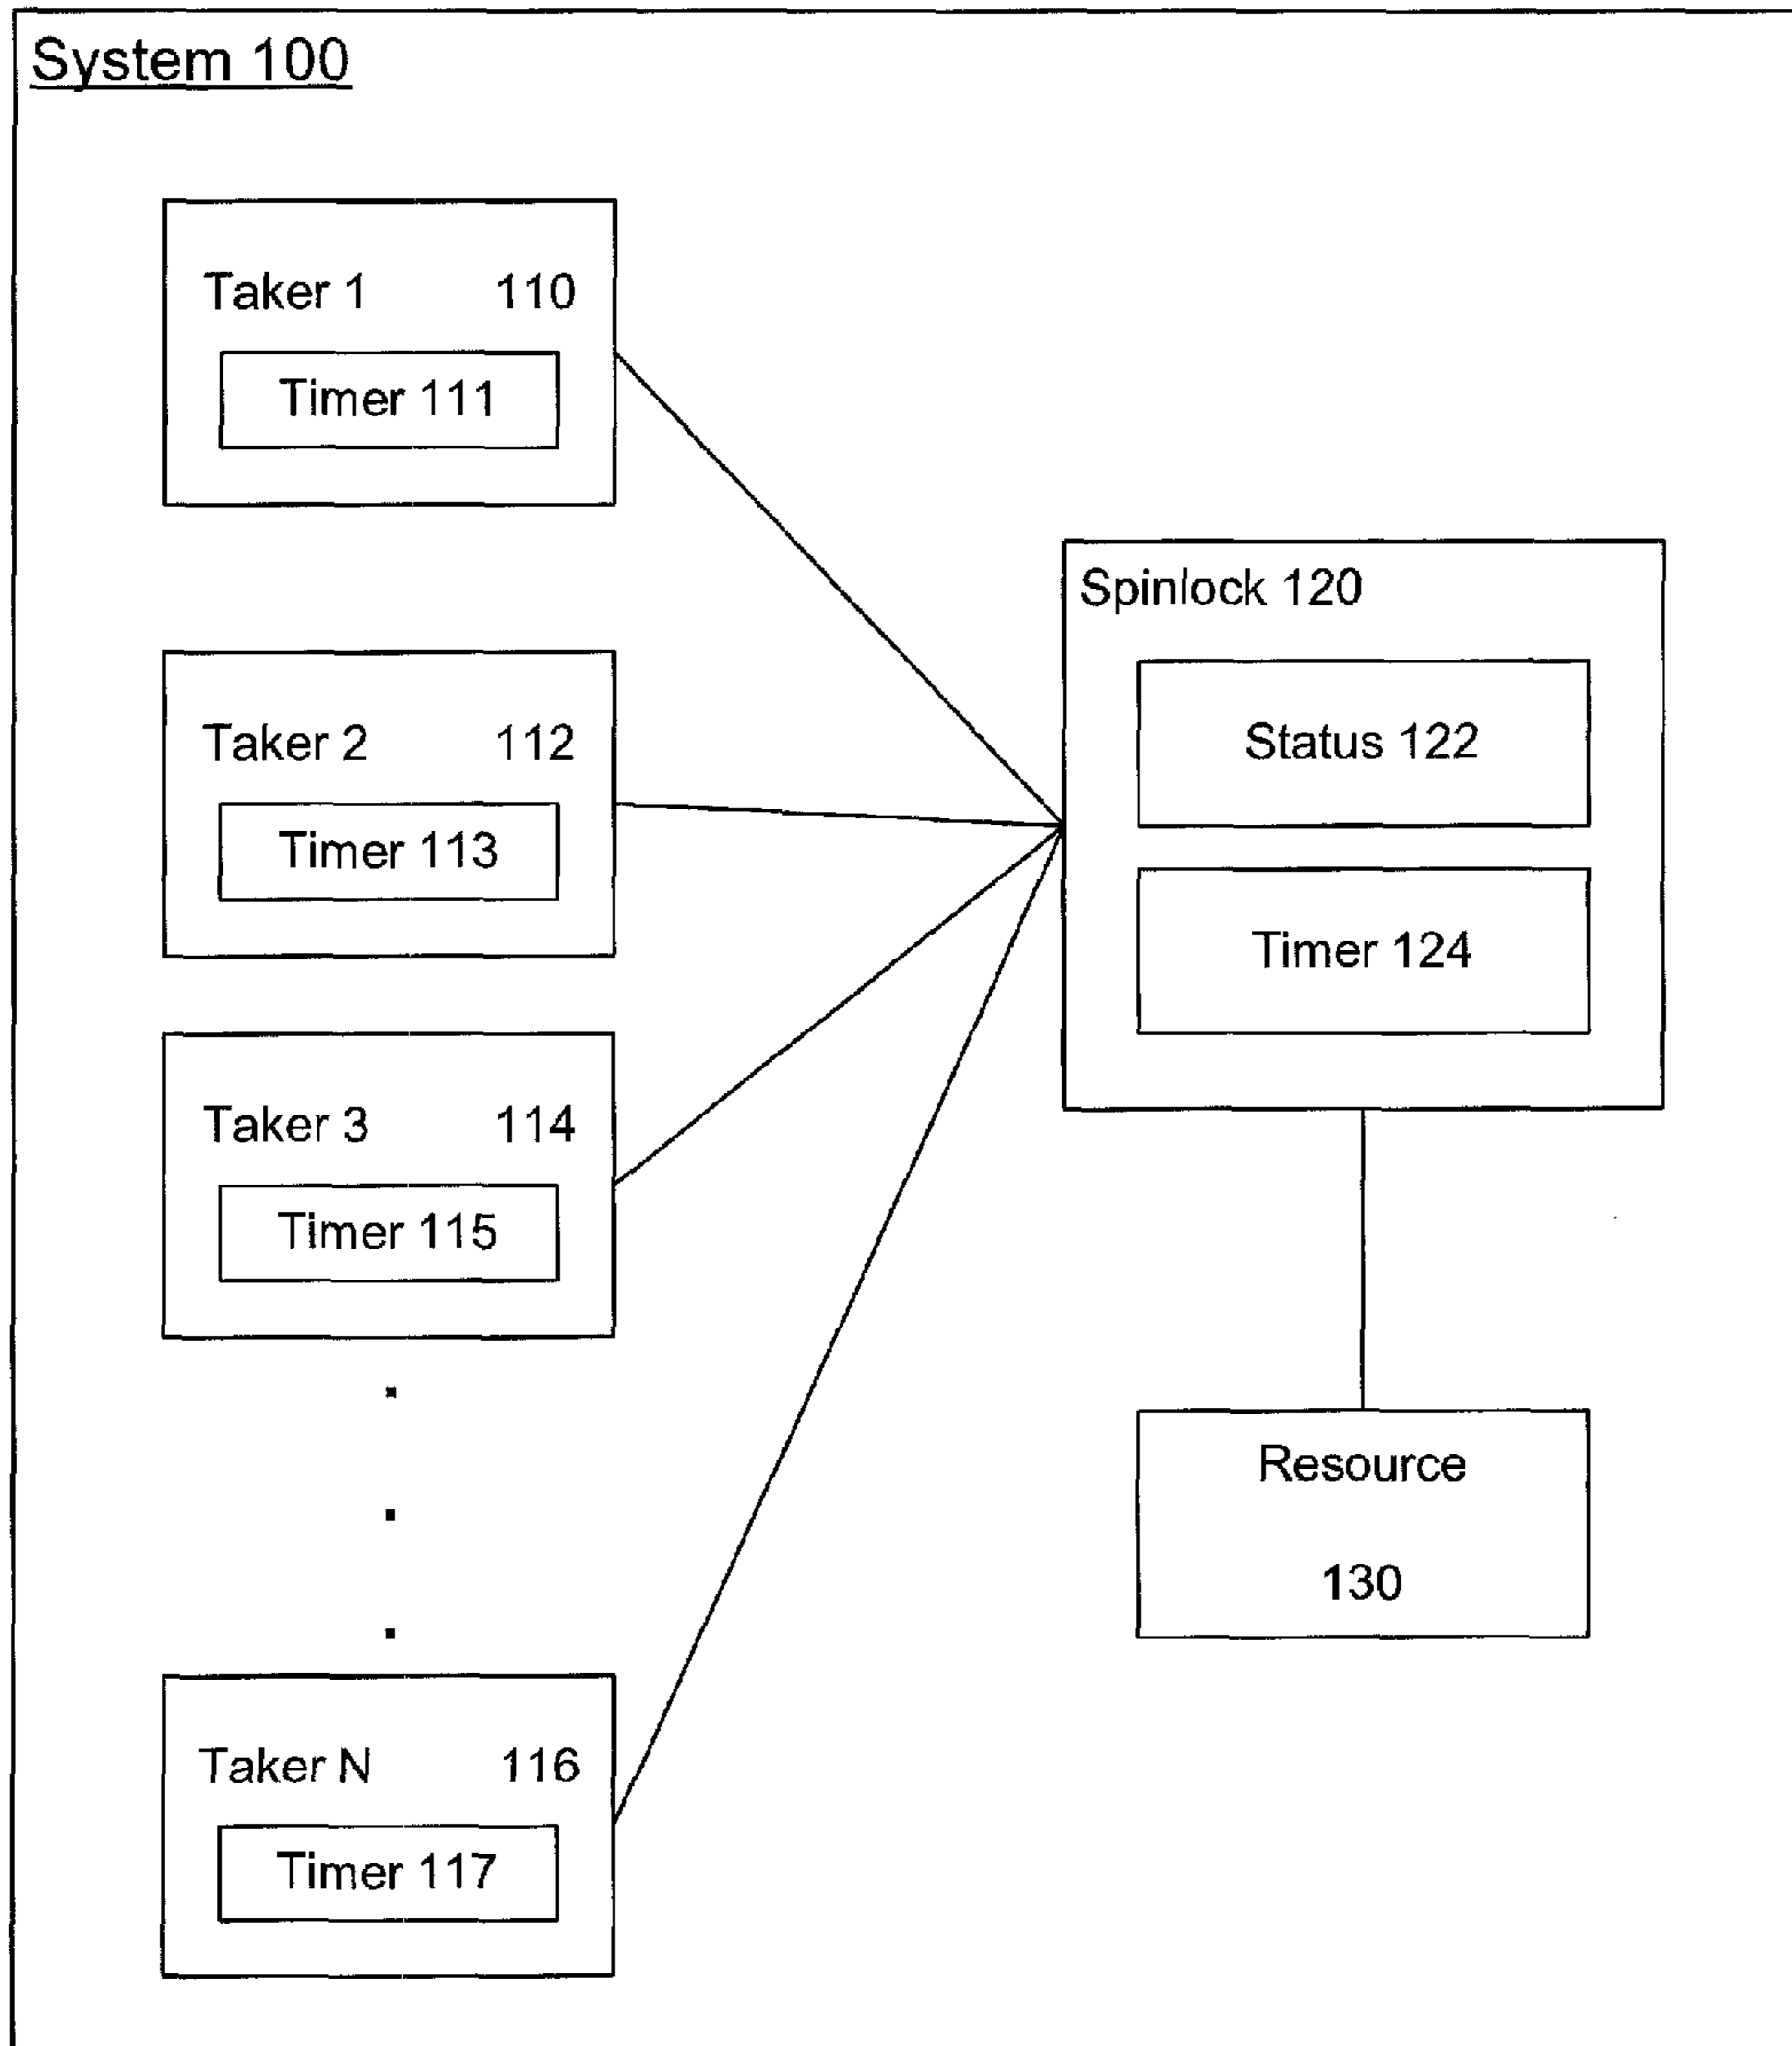 System 100
Taker 1 110
Timer 111
Taker 2 112
Timer 113
Taker 3 114
Timer 115
Taker N 116
Timer 117
Spinlock 120
Status 122
Timer 124
Resource
130